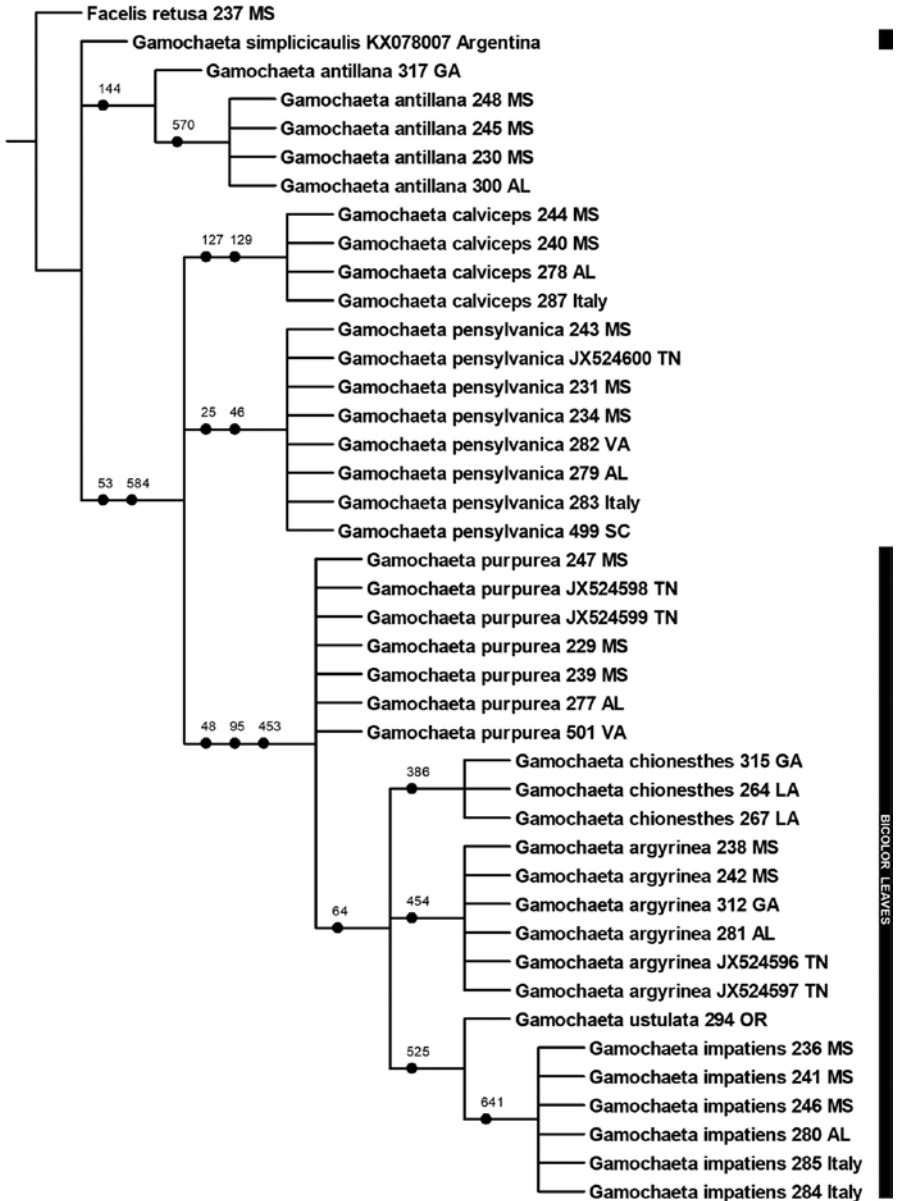 Facelis retusa 237 MS
Gamochaeta simplicicaulis KX078007 Argentina
Gamochaeta antillana 317 GA
144
Gamochaeta antillana 248 MS
570
Gamochaeta antillana 245 MS
Gamochaeta antillana 230 MS
Gamochaeta antillana 300 AL
Gamochaeta calviceps 244 MS
127 129
Gamochaeta calviceps 240 MS
Gamochaeta calviceps 278 AL
Gamochaeta calviceps 287 Italy
Gamochaeta pensylvanica 243 MS
Gamochaeta pensylvanica JX524600 TN
Gamochaeta pensylvanica 231 MS
25 46
Gamochaeta pensylvanica 234 MS
Gamochaeta pensylvanica 282 VA
Gamochaeta pensylvanica 279 AL
53 584
Gamochaeta pensylvanica 283 Italy
Gamochaeta pensylvanica 499 SC
Gamochaeta purpurea 247 MS
Gamochaeta purpurea JX524598 TN
Gamochaeta purpurea JX524599 TN
Gamochaeta purpurea 229 MS
Gamochaeta purpurea 239 MS
Gamochaeta purpurea 277 AL
48 95 453
Gamochaeta purpurea 501 VA
Gamochaeta chionesthes 315 GA
386
Gamochaeta chionesthes 264 LA
Gamochaeta chionesthes 267 LA
Gamochaeta argyrinea 238 MS
Gamochaeta argyrinea 242 MS
BICOLOR LEAVES
454
Gamochaeta argyrinea 312 GA
64
Gamochaeta argyrinea 281 AL
Gamochaeta argyrinea JX524596 TN
Gamochaeta argyrinea JX524597 TN
Gamochaeta ustulata 294 OR
525
Gamochaeta impatiens 236 MS
Gamochaeta impatiens 241 MS
641
Gamochaeta impatiens 246 MS
Gamochaeta impatiens 280 AL
Gamochaeta impatiens 285 Italy
Gamochaeta impatiens 284 Italy